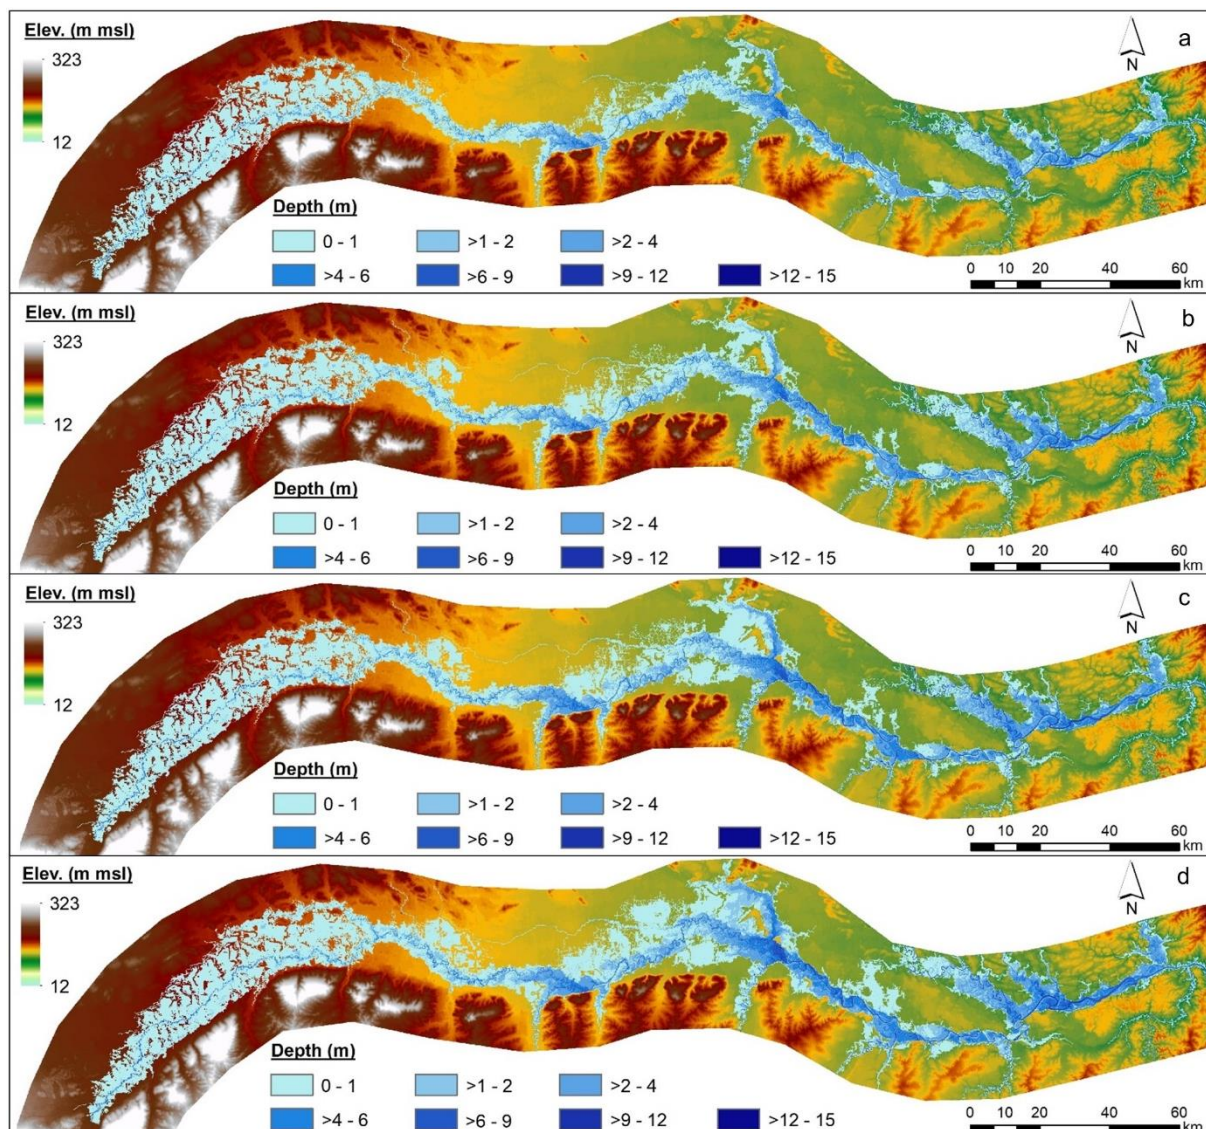 Elev. (m msl)
323
12
a
N
Depth (m)
0 - 1 >1 - 2 >2 - 4
>4 - 6 >6 - 9 >9 - 12 >12 - 15
0 10 20 40 60
km
Elev. (m msl)
323
12
b
N
Depth (m)
0 - 1 >1 - 2 >2 - 4
>4 - 6 >6 - 9 >9 - 12 >12 - 15
0 10 20 40 60
km
Elev. (m msl)
323
12
c
N
Depth (m)
0 - 1 >1 - 2 >2 - 4
>4 - 6 >6 - 9 >9 - 12 >12 - 15
0 10 20 40 60
km
Elev. (m msl)
323
12
d
N
Depth (m)
0 - 1 >1 - 2 >2 - 4
>4 - 6 >6 - 9 >9 - 12 >12 - 15
0 10 20 40 60
km